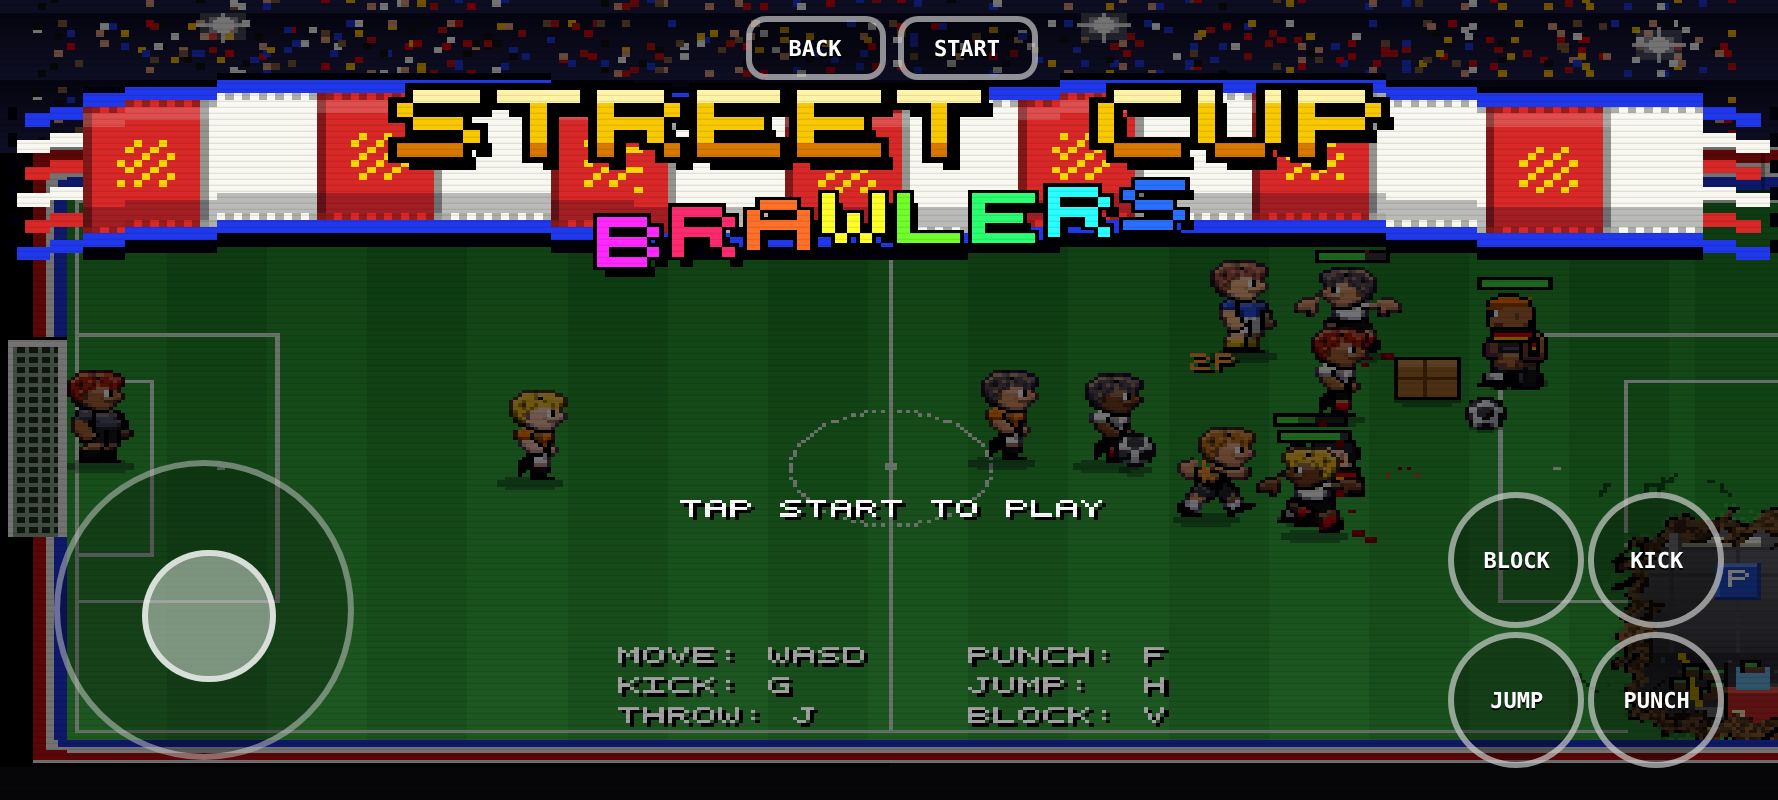 BACK
START
STREET CUP
BRAWLERS
2P
TAP START TO PLAY
BLOCK
KICK
P
MOVE: WASD
PUNCH: F
KICK: G
JUMP: H
THROW: J
BLOCK: V
JUMP
PUNCH